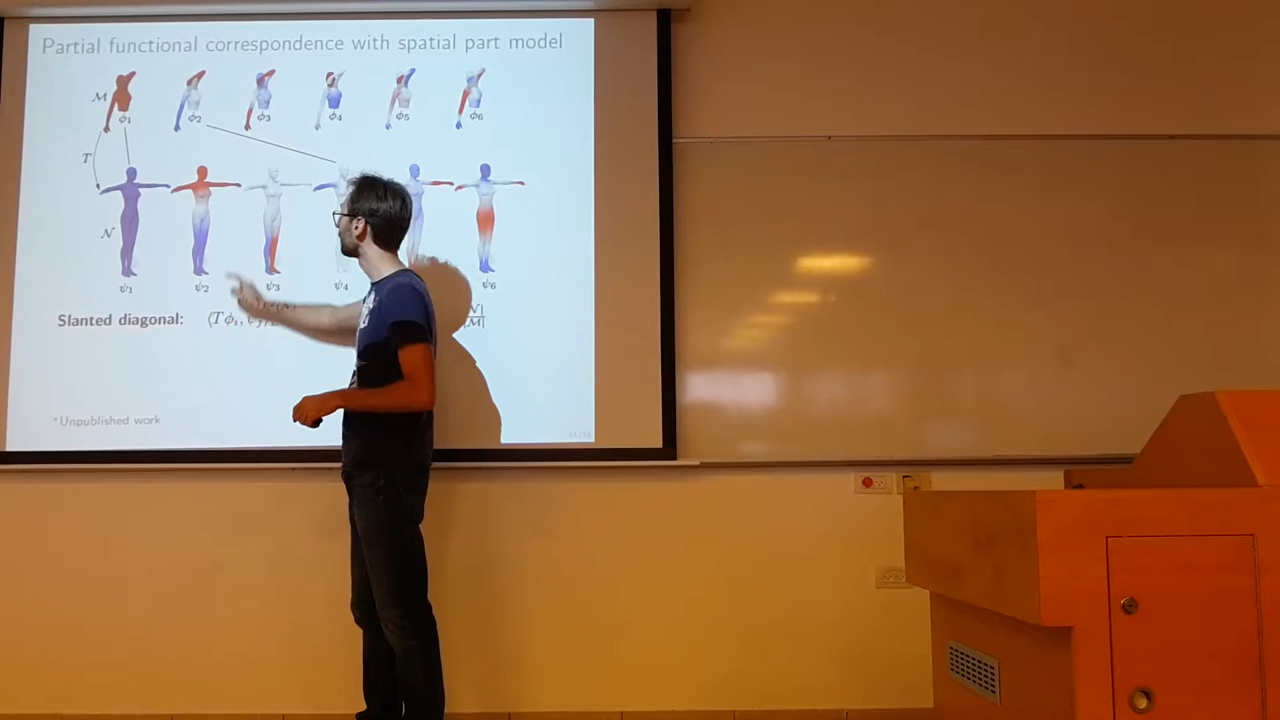 Partial functional correspondence with spatial part model
M
ϕ₁ ϕ₂ ϕ₃ ϕ₄ ϕ₅ ϕ₆
T
N
ψ₁ ψ₂ ψ₃ ψ₄ ψ₆
Slanted diagonal: ⟨Tϕᵢ, |N| / |M|
*Unpublished work